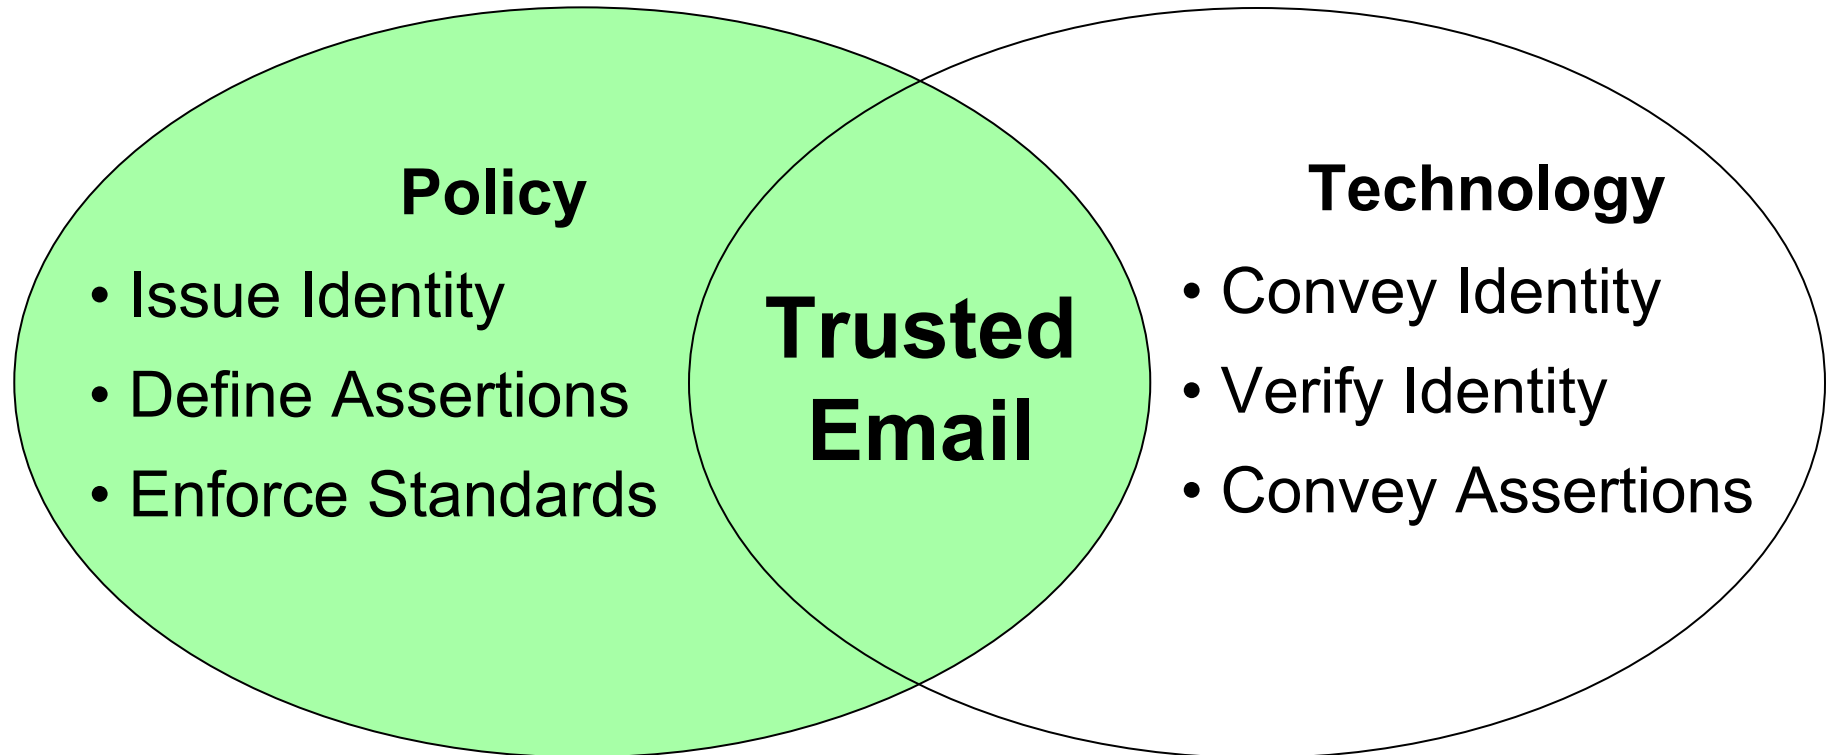 Policy
• Issue Identity
• Define Assertions
• Enforce Standards
Trusted
Email
Technology
• Convey Identity
• Verify Identity
• Convey Assertions